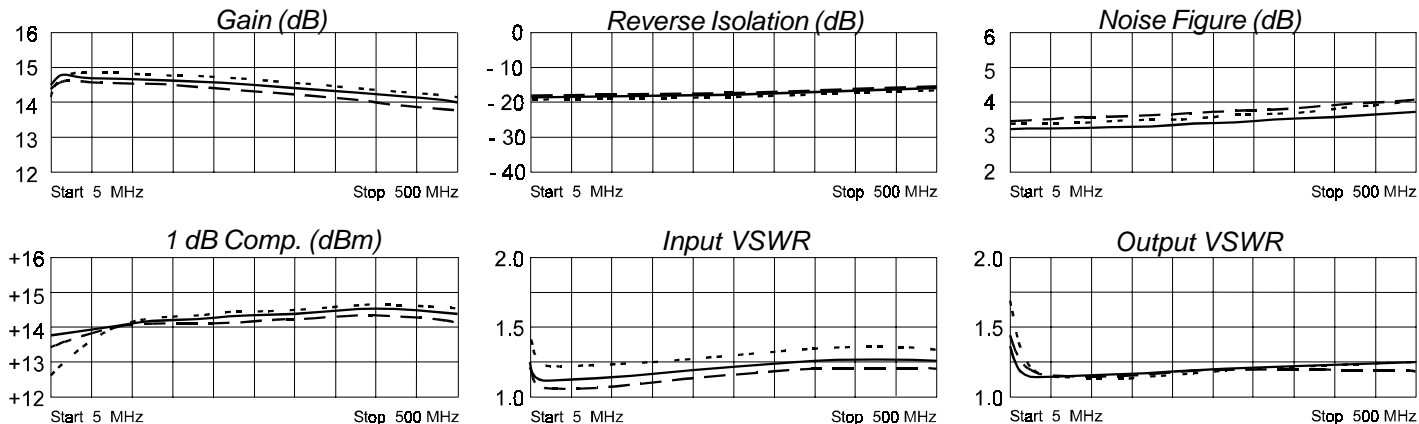 Gain (dB)
16
15
14
13
12
Start 5 MHz Stop 500 MHz
Reverse Isolation (dB)
0
- 10
- 20
- 30
- 40
Start 5 MHz Stop 500 MHz
Noise Figure (dB)
6
5
4
3
2
Start 5 MHz Stop 500 MHz
1 dB Comp. (dBm)
+16
+15
+14
+13
+12
Start 5 MHz Stop 500 MHz
Input VSWR
2.0
1.5
1.0
Start 5 MHz Stop 500 MHz
Output VSWR
2.0
1.5
1.0
Start 5 MHz Stop 500 MHz